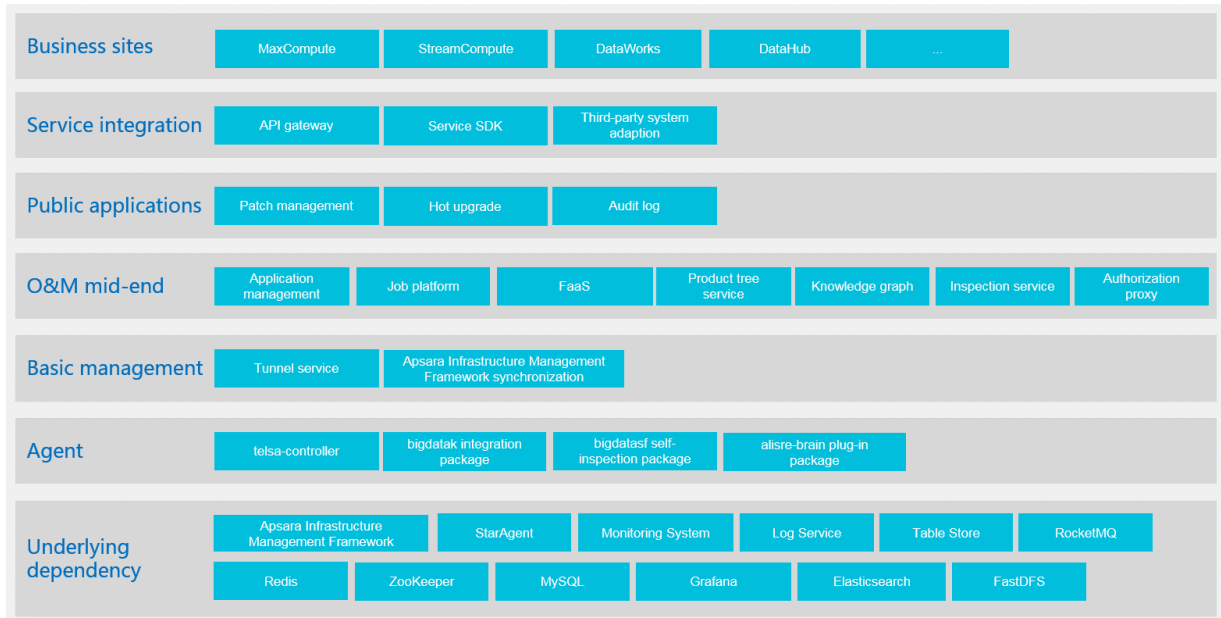 Business sites
MaxCompute
StreamCompute
DataWorks
DataHub
...
Service integration
API gateway
Service SDK
Third-party system
adaption
Public applications
Patch management
Hot upgrade
Audit log
O&M mid-end
Application
management
Job platform
FaaS
Product tree
service
Knowledge graph
Inspection service
Authorization
proxy
Basic management
Tunnel service
Apsara Infrastructure Management
Framework synchronization
Agent
telsa-controller
bigdatak integration
package
bigdatasf self-
inspection package
alisre-brain plug-in
package
Underlying
dependency
Apsara Infrastructure
Management Framework
StarAgent
Monitoring System
Log Service
Table Store
RocketMQ
Redis
ZooKeeper
MySQL
Grafana
Elasticsearch
FastDFS